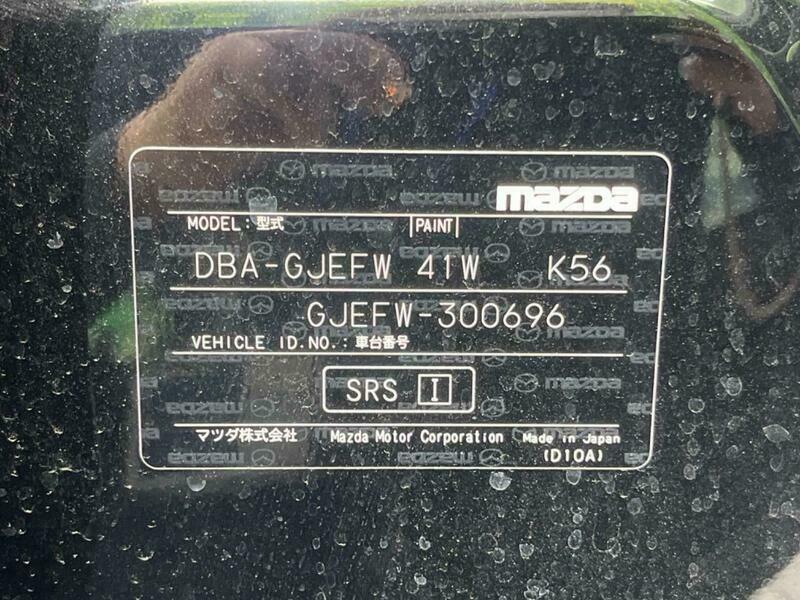 mazda
MODEL : 型式 PAINT
DBA-GJEFW 41W K56
GJEFW-300696
VEHICLE ID.NO.: 車台番号
SRS I
マツダ株式会社 Mazda Motor Corporation Made in Japan
(D10A)